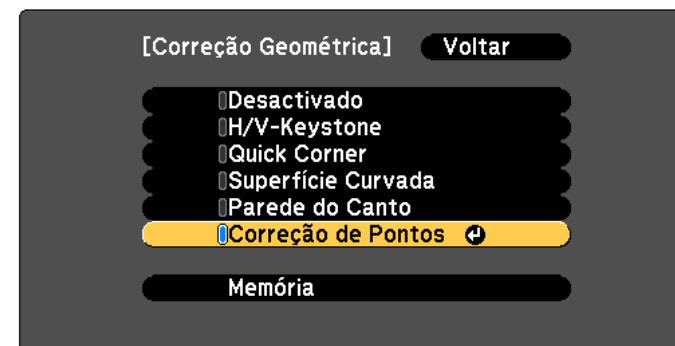 [Correção Geométrica] Voltar
Desactivado
H/V-Keystone
Quick Corner
Superfície Curvada
Parede do Canto
Correção de Pontos
Memória